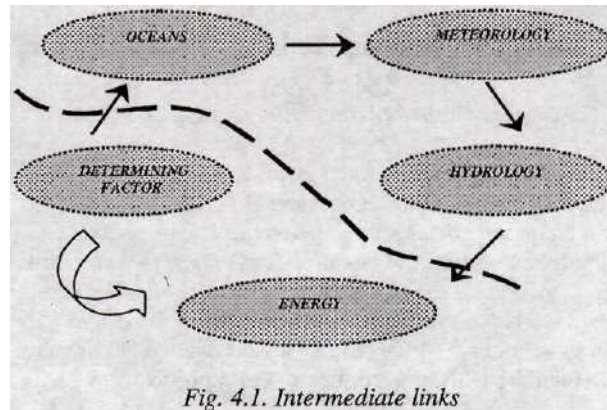 OCEANS
METEOROLOGY
DETERMINING
FACTOR
HYDROLOGY
ENERGY
Fig. 4.1. Intermediate links